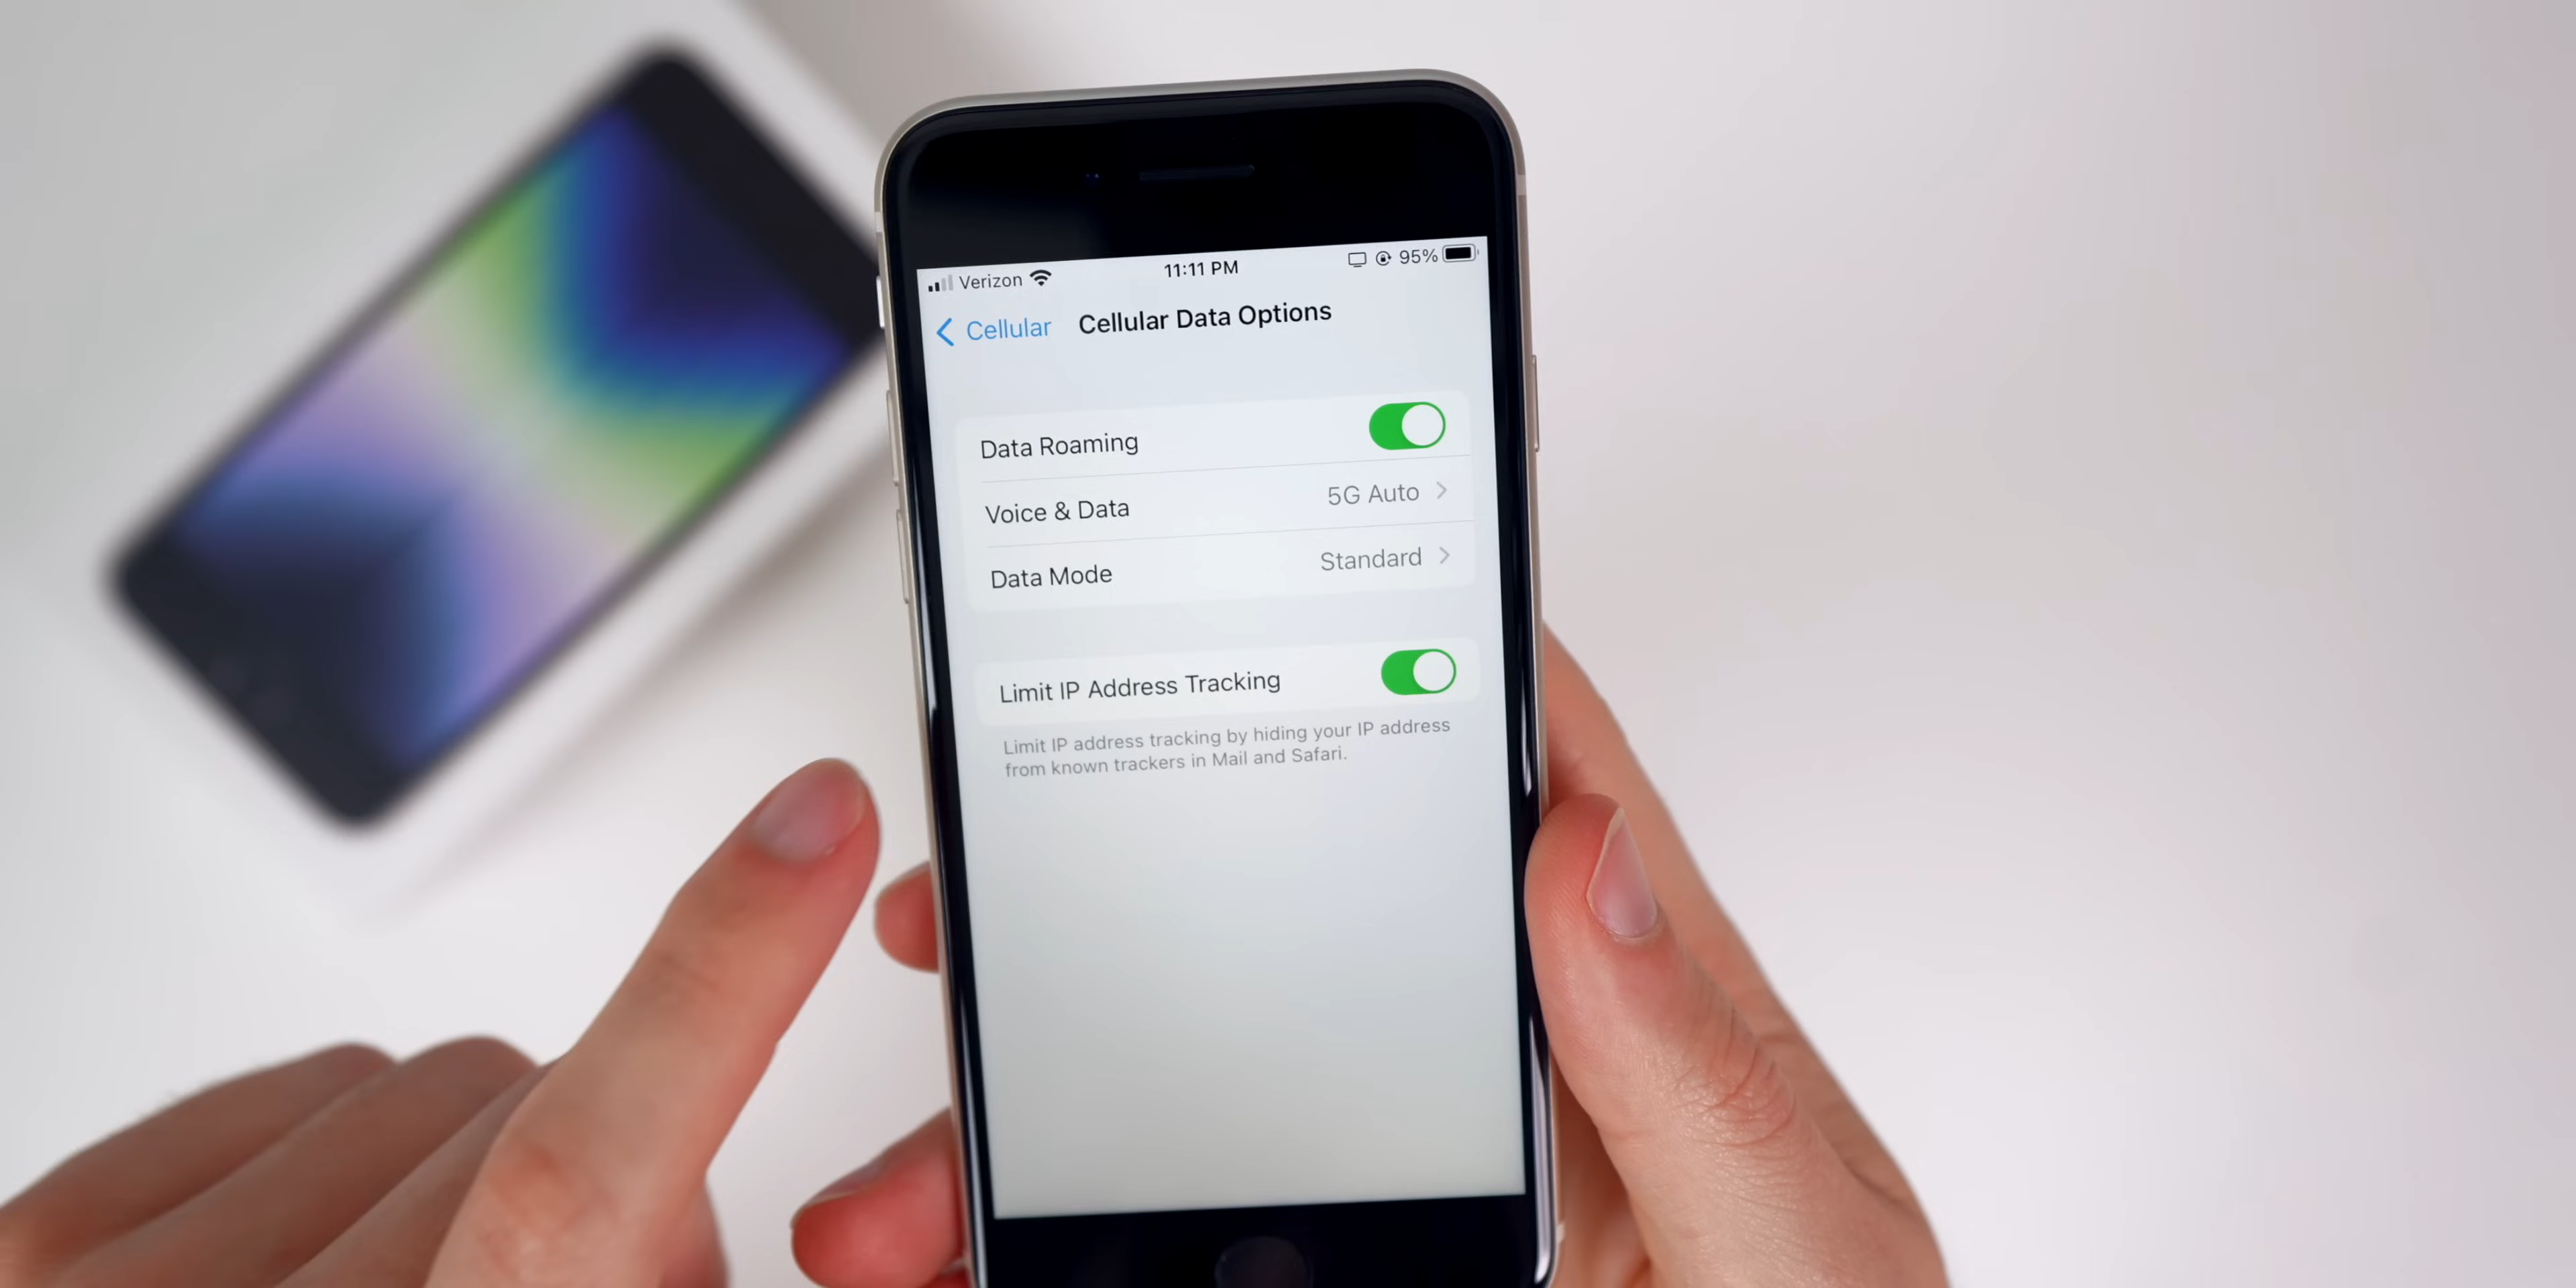 Verizon 11:11 PM 95%
Cellular Cellular Data Options
Data Roaming
Voice & Data 5G Auto
Data Mode Standard
Limit IP Address Tracking
Limit IP address tracking by hiding your IP address
from known trackers in Mail and Safari.